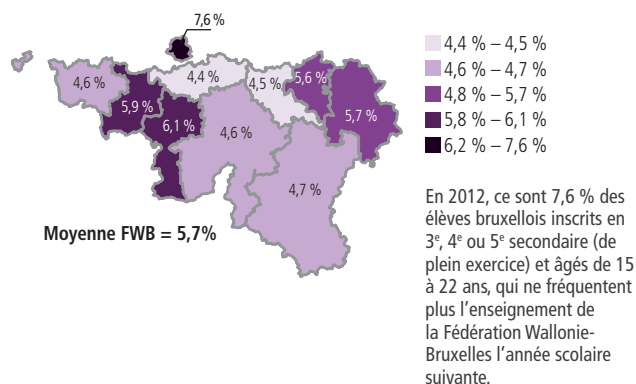 7,6 %
4,4 % – 4,5 %
4,6 % – 4,7 %
4,8 % – 5,7 %
5,8 % – 6,1 %
6,2 % – 7,6 %
4,6 %
5,9 %
6,1 %
4,4 %
4,5 %
5,6 %
5,7 %
4,6 %
4,7 %
Moyenne FWB = 5,7%
En 2012, ce sont 7,6 % des
élèves bruxellois inscrits en
3e, 4e ou 5e secondaire (de
plein exercice) et âgés de 15
à 22 ans, qui ne fréquentent
plus l’enseignement de
la Fédération Wallonie-
Bruxelles l’année scolaire
suivante.